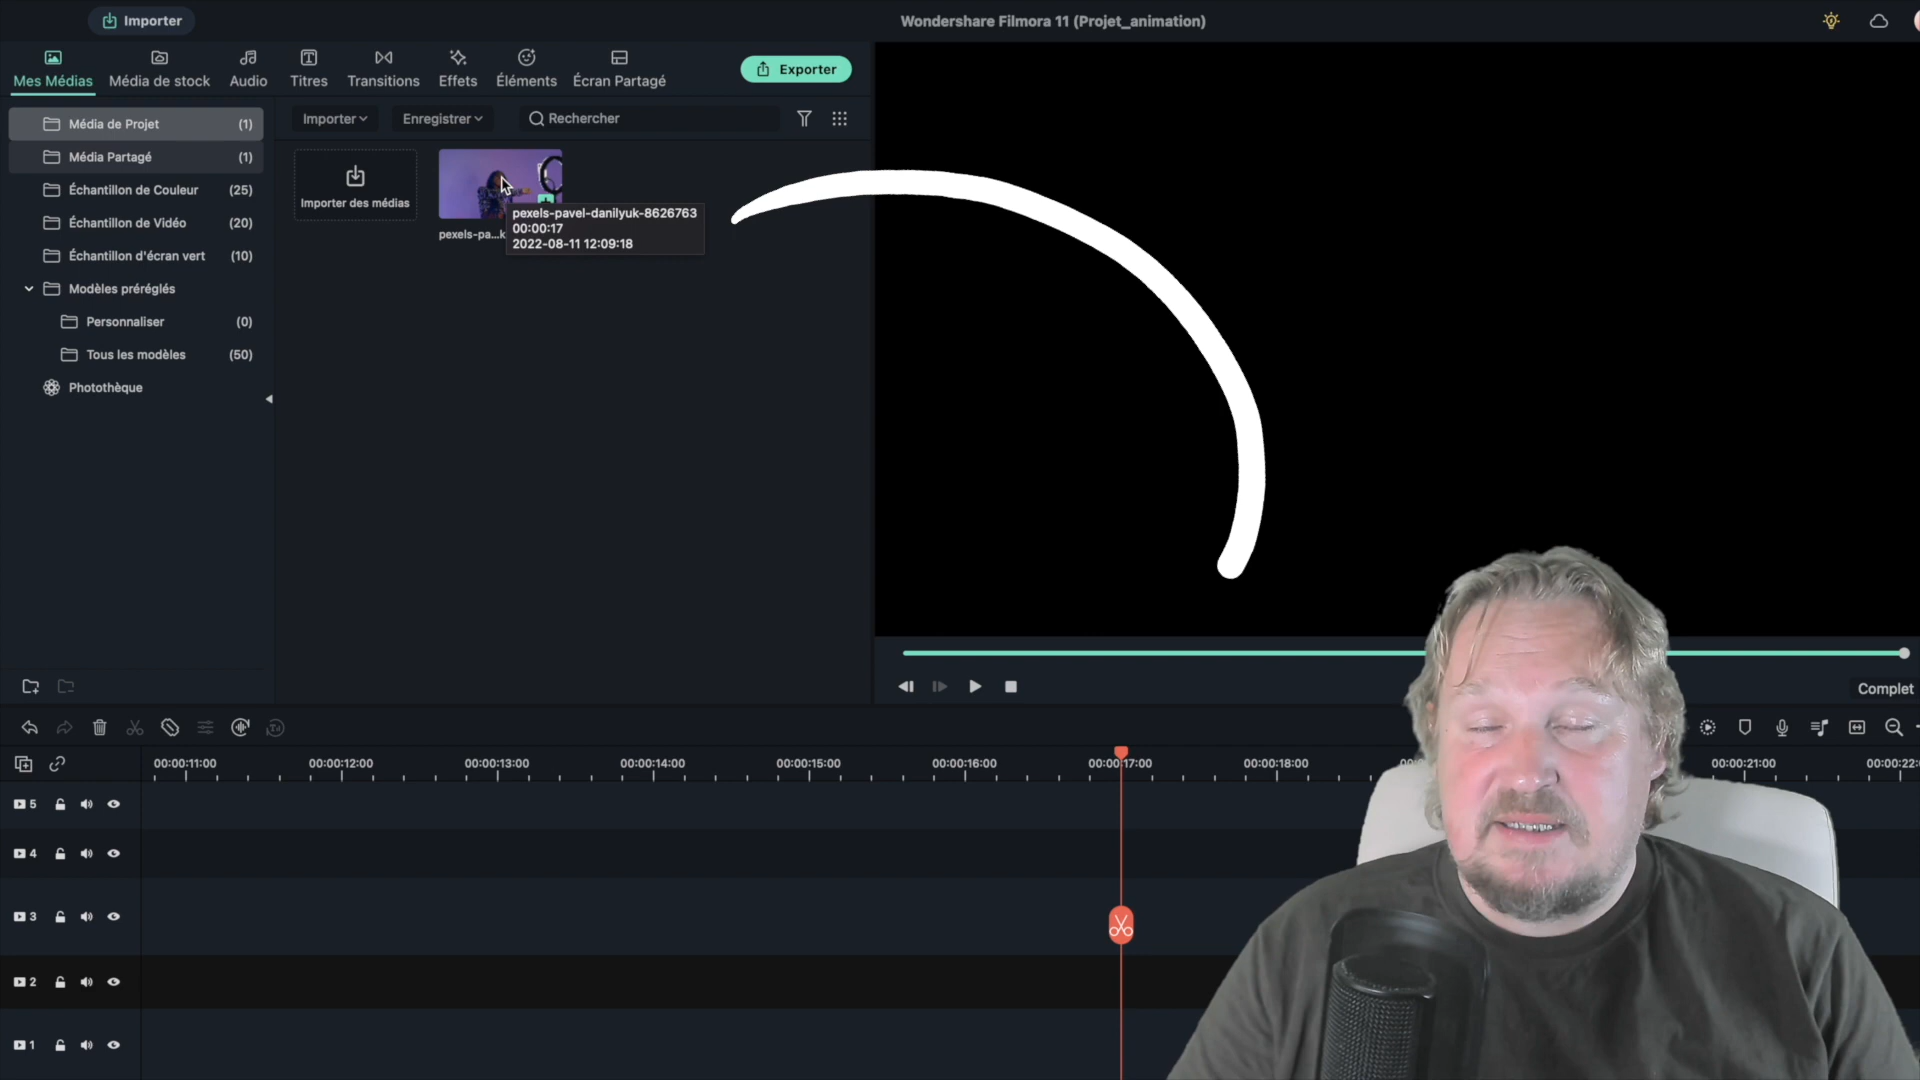 Importer
Wondershare Filmora 11 (Projet_animation)
Mes Médias
Média de stock
Audio
Titres
Transitions
Effets
Éléments
Écran Partagé
Exporter
Média de Projet (1)
Média Partagé (1)
Échantillon de Couleur (25)
Échantillon de Vidéo (20)
Échantillon d'écran vert (10)
Modèles préréglés
Personnaliser (0)
Tous les modèles (50)
Photothèque
Importer
Enregistrer
Rechercher
Importer des médias
pexels-pa...k
pexels-pavel-danilyuk-8626763
00:00:17
2022-08-11 12:09:18
Complet
00:00:11:00
00:00:12:00
00:00:13:00
00:00:14:00
00:00:15:00
00:00:16:00
00:00:17:00
00:00:18:00
00:00:21:00
00:00:22:
5
4
3
2
1